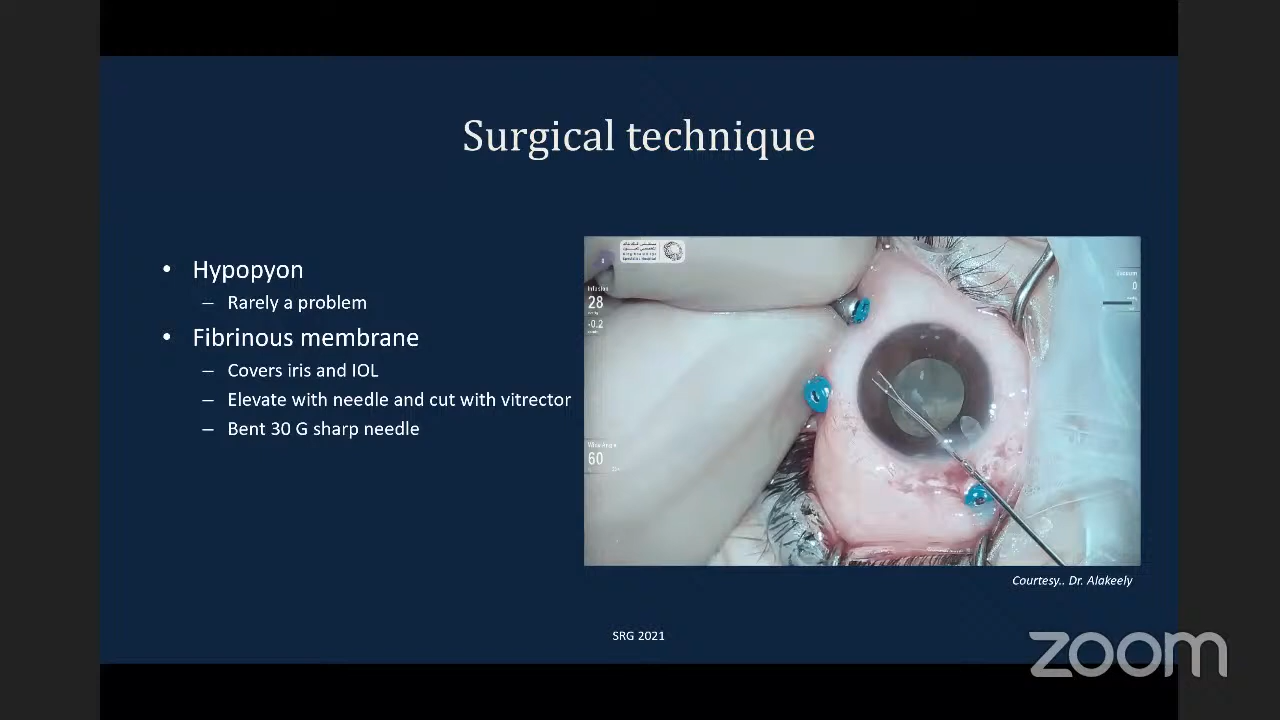 Surgical technique
• Hypopyon
– Rarely a problem
• Fibrinous membrane
– Covers iris and IOL
– Elevate with needle and cut with vitrector
– Bent 30 G sharp needle
Infusion
28
-0.2
60
Vacuum
0
Courtesy.. Dr. Alakeely
SRG 2021
zoom